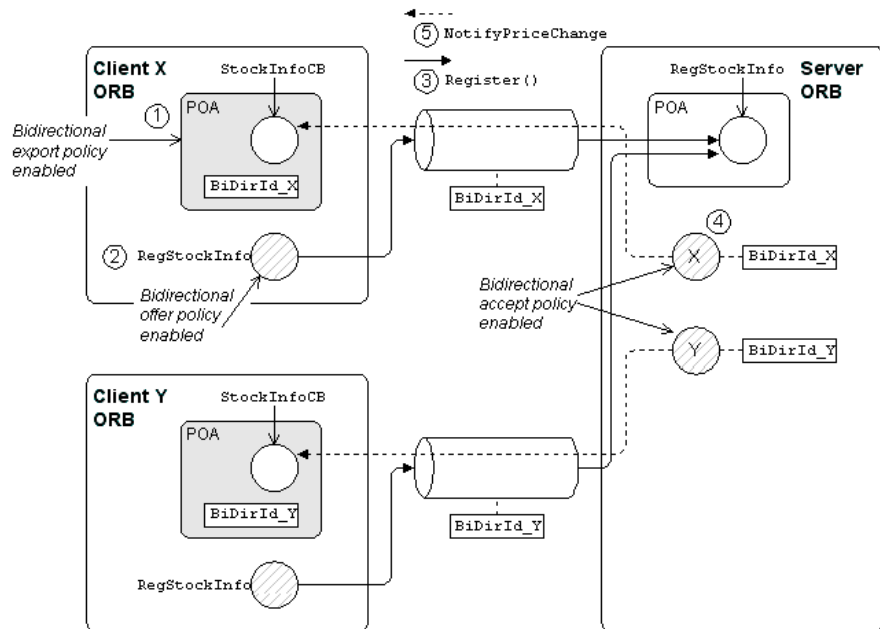 5 NotifyPriceChange
3 Register()
Client X
ORB
StockInfoCB
1
POA
Bidirectional
export policy
enabled
BiDirId_X
2 RegStockInfo
Bidirectional
offer policy
enabled
BiDirId_X
Server
ORB
RegStockInfo
POA
4
X
BiDirId_X
Bidirectional
accept policy
enabled
Y
BiDirId_Y
Client Y
ORB
StockInfoCB
POA
BiDirId_Y
RegStockInfo
BiDirId_Y